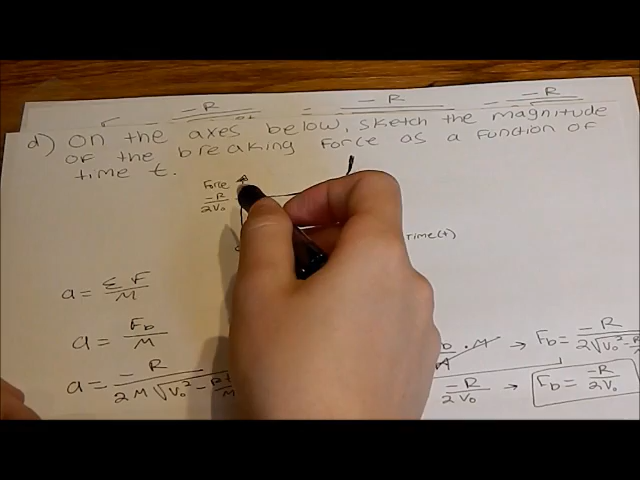 -R = -R - -R
d) On the axes below, sketch the magnitude
of the breaking Force as a function of
time t.
Force
-R
2V₀
Time(t)
a = ΣF/M
a = Fb/M
a = -R/2M√V₀²-Rt/M
b · M → Fb = -R/2√V₀²-R
-R/2V₀ → Fb = -R/2V₀